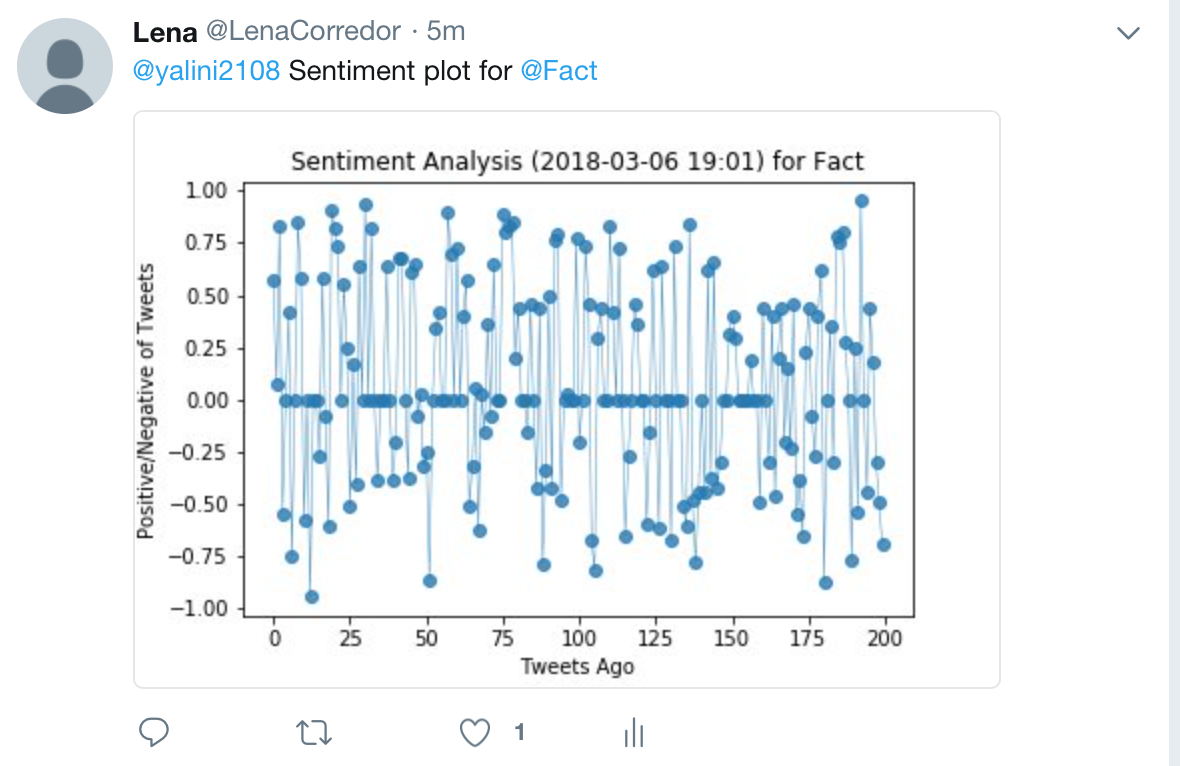 Lena @LenaCorredor · 5m
@yalini2108 Sentiment plot for @Fact
Sentiment Analysis (2018-03-06 19:01) for Fact
Positive/Negative of Tweets
1.00
0.75
0.50
0.25
0.00
−0.25
−0.50
−0.75
−1.00
0 25 50 75 100 125 150 175 200
Tweets Ago
1